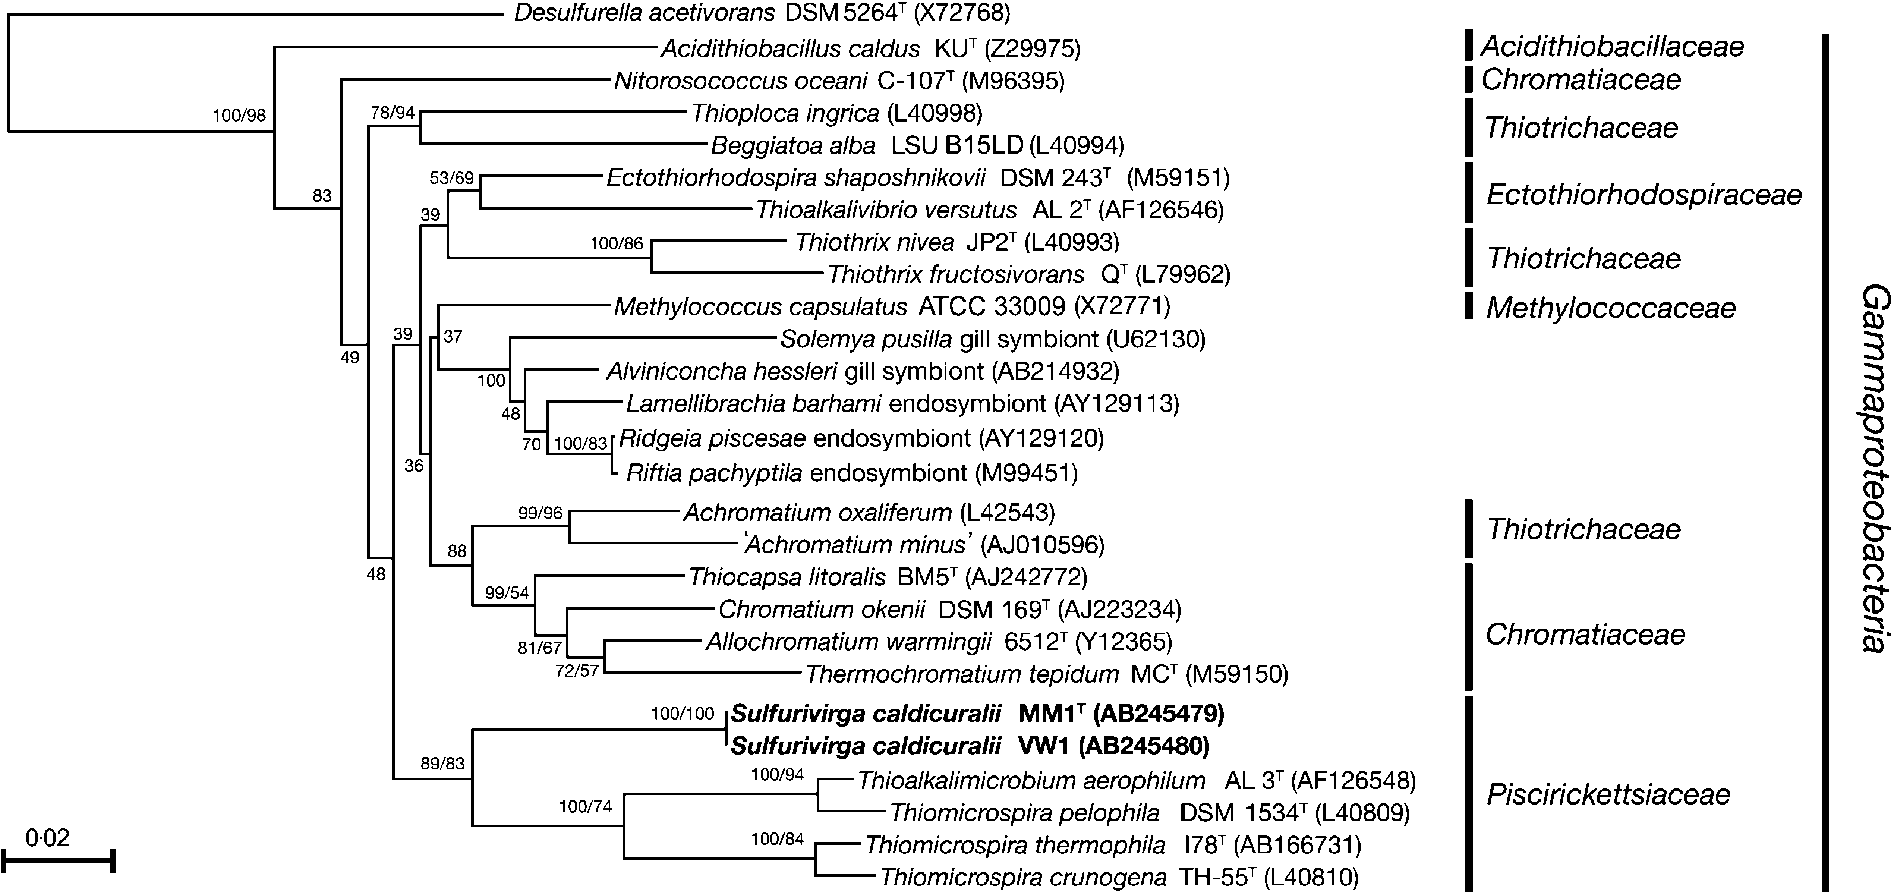 Desulfurella acetivorans DSM 5264ᵀ (X72768)
Acidithiobacillus caldus KUᵀ (Z29975)
Acidithiobacillaceae
Nitorosococcus oceani C-107ᵀ (M96395)
Chromatiaceae
100/98
78/94
Thioploca ingrica (L40998)
Thiotrichaceae
Beggiatoa alba LSU B15LD (L40994)
53/69
Ectothiorhodospira shaposhnikovii DSM 243ᵀ (M59151)
Ectothiorhodospiraceae
83
39
Thioalkalivibrio versutus AL 2ᵀ (AF126546)
100/86
Thiothrix nivea JP2ᵀ (L40993)
Thiotrichaceae
Thiothrix fructosivorans Qᵀ (L79962)
Methylococcus capsulatus ATCC 33009 (X72771)
Methylococcaceae
39
37
Solemya pusilla gill symbiont (U62130)
49
100
Alviniconcha hessleri gill symbiont (AB214932)
48
Lamellibrachia barhami endosymbiont (AY129113)
70
100/83
Ridgeia piscesae endosymbiont (AY129120)
36
Riftia pachyptila endosymbiont (M99451)
Gammaproteobacteria
99/96
Achromatium oxaliferum (L42543)
Thiotrichaceae
88
‘Achromatium minus’ (AJ010596)
48
99/54
Thiocapsa litoralis BM5ᵀ (AJ242772)
Chromatium okenii DSM 169ᵀ (AJ223234)
Chromatiaceae
81/67
Allochromatium warmingii 6512ᵀ (Y12365)
72/57
Thermochromatium tepidum MCᵀ (M59150)
100/100
Sulfurivirga caldicuralii MM1ᵀ (AB245479)
Sulfurivirga caldicuralii VW1 (AB245480)
89/83
100/94
Thioalkalimicrobium aerophilum AL 3ᵀ (AF126548)
Piscirickettsiaceae
100/74
Thiomicrospira pelophila DSM 1534ᵀ (L40809)
0·02
100/84
Thiomicrospira thermophila I78ᵀ (AB166731)
Thiomicrospira crunogena TH-55ᵀ (L40810)